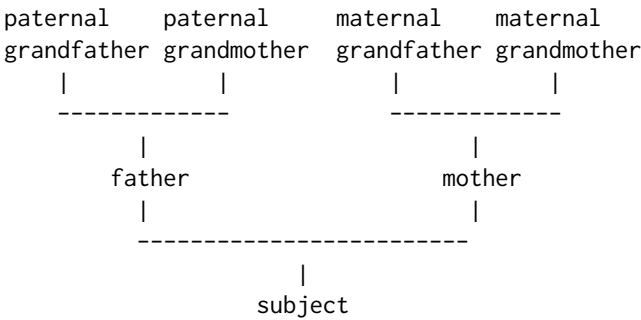 paternal paternal maternal maternal
grandfather grandmother grandfather grandmother
| | | |
------------- -------------
| |
father mother
| |
-------------------------
|
subject